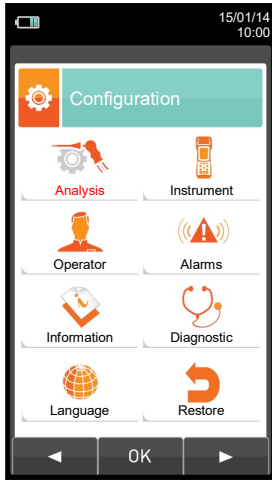 15/01/14
10:00
Configuration
Analysis
Instrument
Operator
Alarms
Information
Diagnostic
Language
Restore
OK